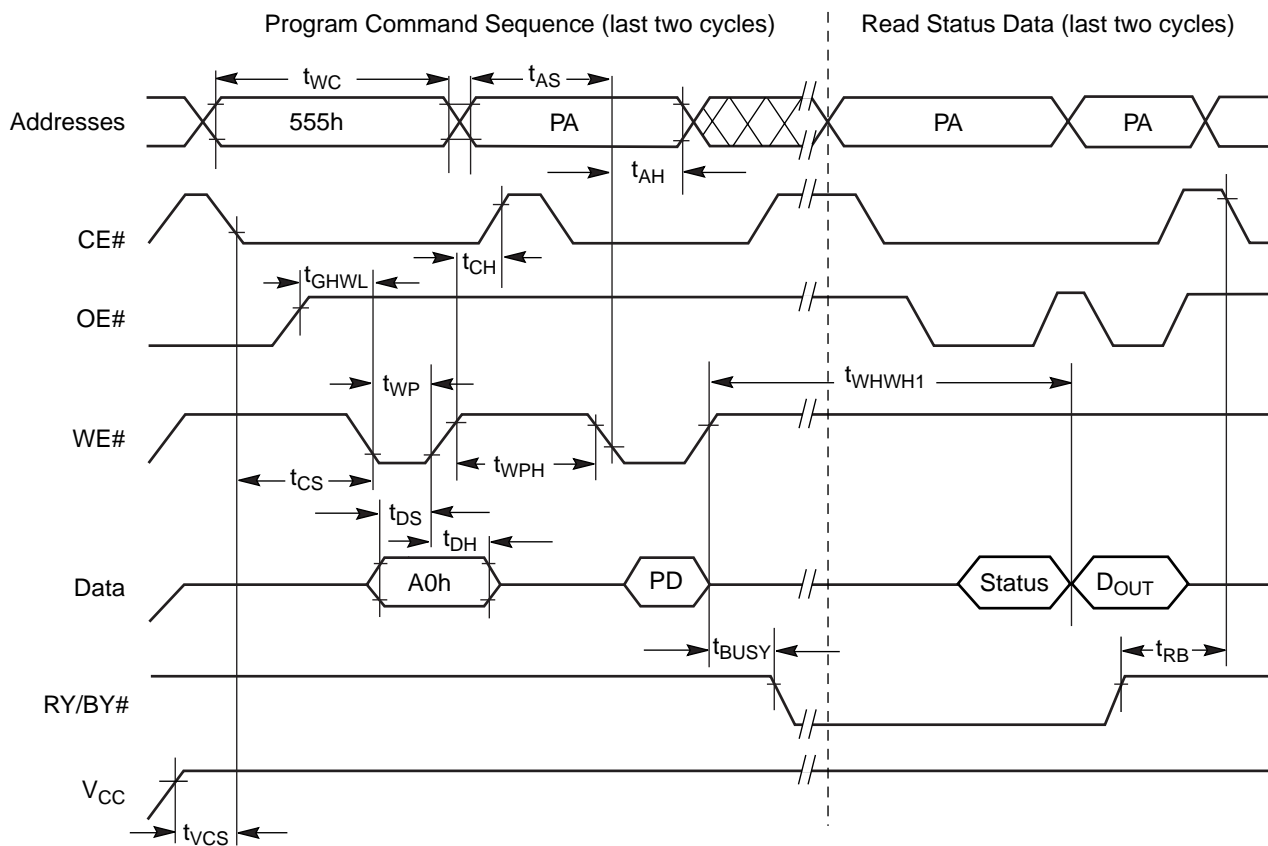 Program Command Sequence (last two cycles) Read Status Data (last two cycles)
tWC tAS
Addresses 555h PA PA PA
tAH
CE#
tGHWL tCH
OE#
tWP tWHWH1
WE#
tCS tWPH
tDS
tDH
Data A0h PD Status DOUT
tBUSY tRB
RY/BY#
VCC
tVCS